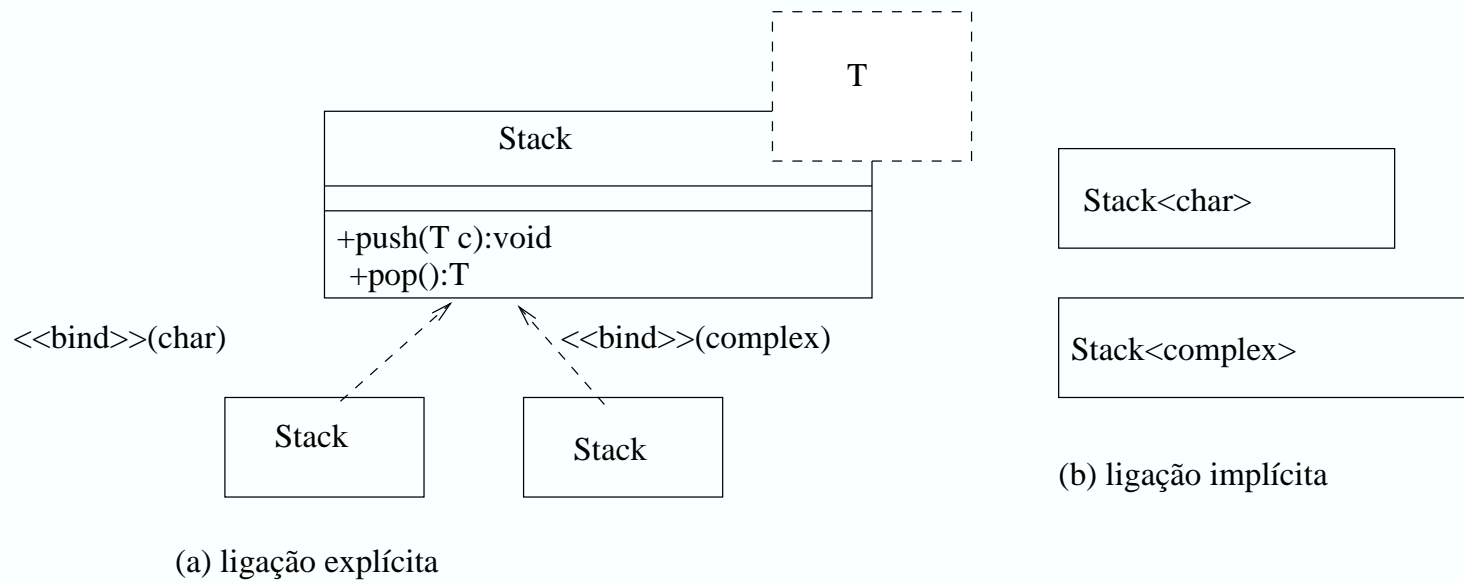 T
Stack
+push(T c):void
+pop():T
<<bind>>(char)
<<bind>>(complex)
Stack
Stack
(a) ligação explícita
Stack<char>
Stack<complex>
(b) ligação implícita